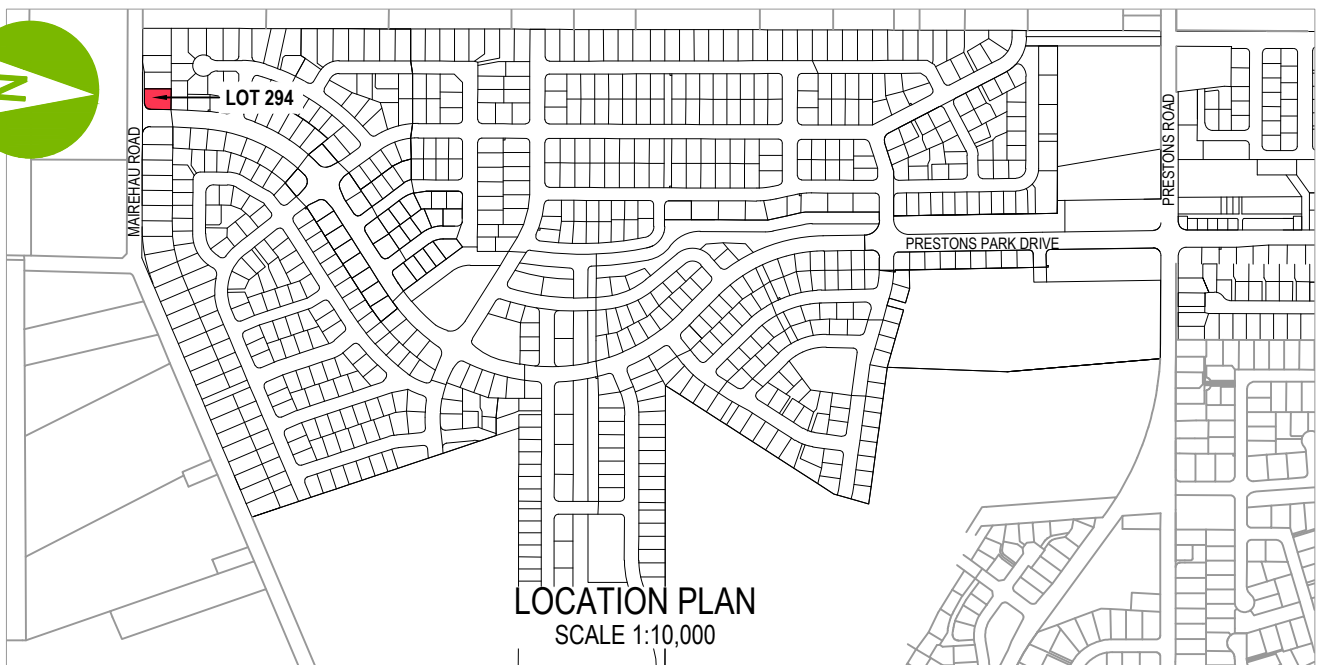 N
LOT 294
MAIREHAU ROAD
PRESTONS ROAD
PRESTONS PARK DRIVE
LOCATION PLAN
SCALE 1:10,000